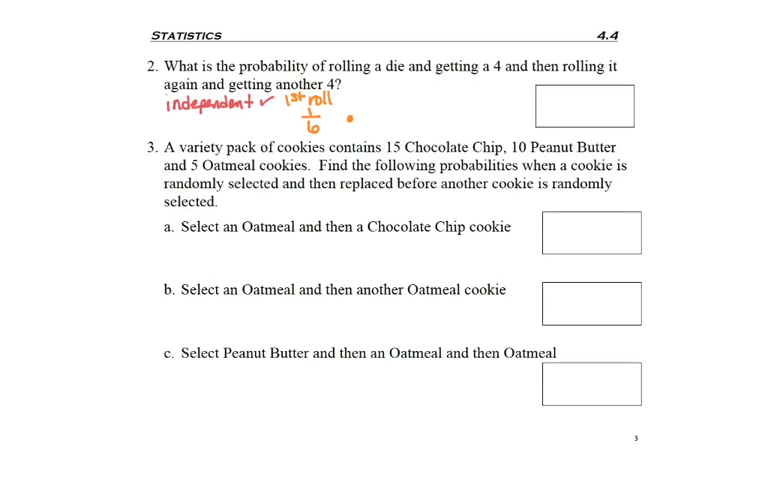 STATISTICS 4.4
2. What is the probability of rolling a die and getting a 4 and then rolling it
again and getting another 4?
independent ✓ 1st roll
1/6 •
3. A variety pack of cookies contains 15 Chocolate Chip, 10 Peanut Butter
and 5 Oatmeal cookies. Find the following probabilities when a cookie is
randomly selected and then replaced before another cookie is randomly
selected.
a. Select an Oatmeal and then a Chocolate Chip cookie
b. Select an Oatmeal and then another Oatmeal cookie
c. Select Peanut Butter and then an Oatmeal and then Oatmeal
3